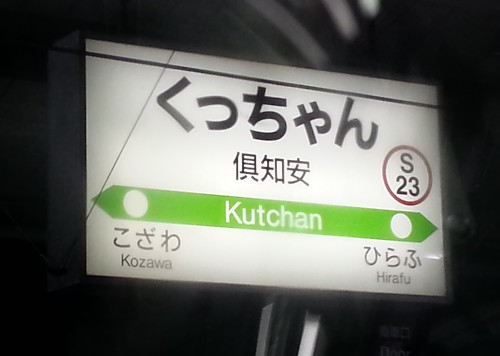 くっちゃん
倶知安
S
23
Kutchan
こざわ
Kozawa
ひらふ
Hirafu